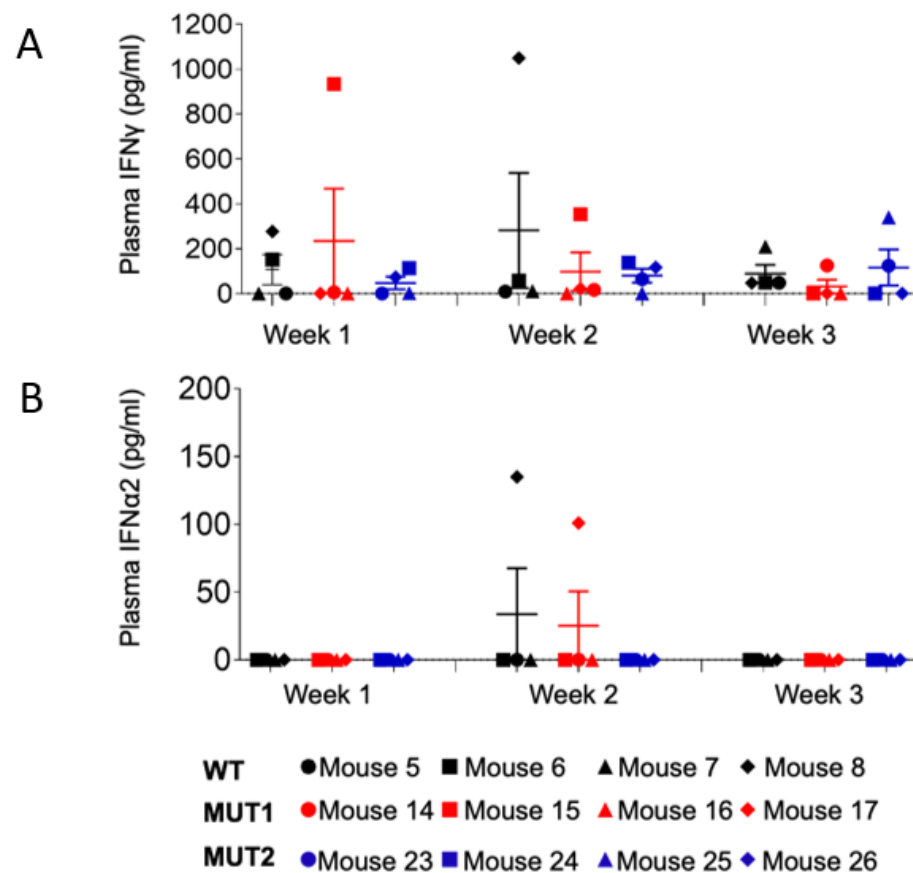 A
Plasma IFNγ (pg/ml)
1200
1000
800
600
400
200
0
Week 1 Week 2 Week 3
B
Plasma IFNα2 (pg/ml)
200
150
100
50
0
Week 1 Week 2 Week 3
WT Mouse 5 Mouse 6 Mouse 7 Mouse 8
MUT1 Mouse 14 Mouse 15 Mouse 16 Mouse 17
MUT2 Mouse 23 Mouse 24 Mouse 25 Mouse 26